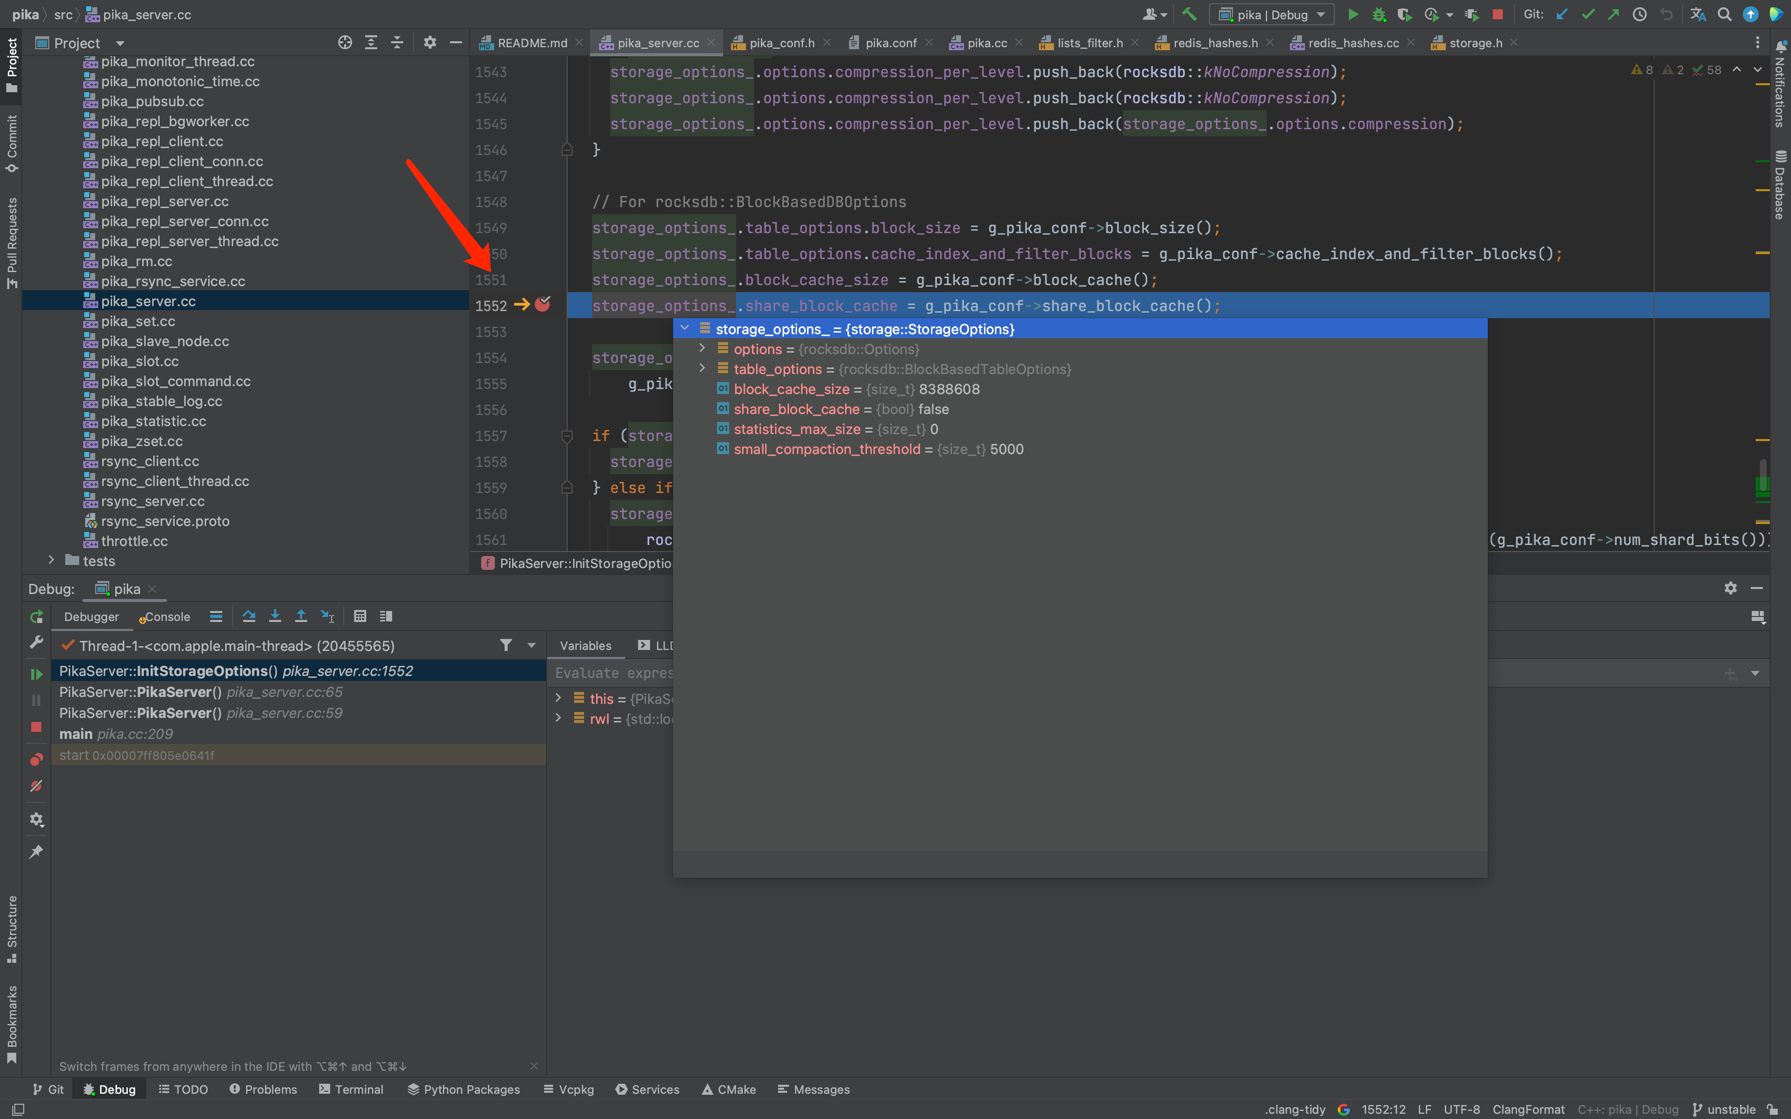 pika src pika_server.cc
pika | Debug
Git:
Project
README.md
pika_server.cc
pika_conf.h
pika.conf
pika.cc
lists_filter.h
redis_hashes.h
redis_hashes.cc
storage.h
Project
Commit
Pull Requests
Structure
Bookmarks
Notifications
Database
pika_monitor_thread.cc
pika_monotonic_time.cc
pika_pubsub.cc
pika_repl_bgworker.cc
pika_repl_client.cc
pika_repl_client_conn.cc
pika_repl_client_thread.cc
pika_repl_server.cc
pika_repl_server_conn.cc
pika_repl_server_thread.cc
pika_rm.cc
pika_rsync_service.cc
pika_server.cc
pika_set.cc
pika_slave_node.cc
pika_slot.cc
pika_slot_command.cc
pika_stable_log.cc
pika_statistic.cc
pika_zset.cc
rsync_client.cc
rsync_client_thread.cc
rsync_server.cc
rsync_service.proto
throttle.cc
tests
8 2 58
1543 storage_options_.options.compression_per_level.push_back(rocksdb::kNoCompression);
1544 storage_options_.options.compression_per_level.push_back(rocksdb::kNoCompression);
1545 storage_options_.options.compression_per_level.push_back(storage_options_.options.compression);
1546 }
1547
1548 // For rocksdb::BlockBasedDBOptions
1549 storage_options_.table_options.block_size = g_pika_conf->block_size();
50 storage_options_.table_options.cache_index_and_filter_blocks = g_pika_conf->cache_index_and_filter_blocks();
1551 storage_options_.block_cache_size = g_pika_conf->block_cache();
1552 storage_options_.share_block_cache = g_pika_conf->share_block_cache();
1553
1554 storage_o
1555 g_pik
1556
1557 if (stora
1558 storage
1559 } else if
1560 storage
1561 roc (g_pika_conf->num_shard_bits()))
PikaServer::InitStorageOptio
storage_options_ = {storage::StorageOptions}
options = {rocksdb::Options}
table_options = {rocksdb::BlockBasedTableOptions}
block_cache_size = {size_t} 8388608
share_block_cache = {bool} false
statistics_max_size = {size_t} 0
small_compaction_threshold = {size_t} 5000
Debug: pika
Debugger Console
Thread-1-<com.apple.main-thread> (20455565)
PikaServer::InitStorageOptions() pika_server.cc:1552
PikaServer::PikaServer() pika_server.cc:65
PikaServer::PikaServer() pika_server.cc:59
main pika.cc:209
start 0x00007ff805e0641f
Variables LLD
Evaluate expres
this = {PikaSe
rwl = {std::loc
Switch frames from anywhere in the IDE with ⌥⌘↑ and ⌥⌘↓
Git Debug TODO Problems Terminal Python Packages Vcpkg Services CMake Messages
.clang-tidy 1552:12 LF UTF-8 ClangFormat C++: pika | Debug unstable